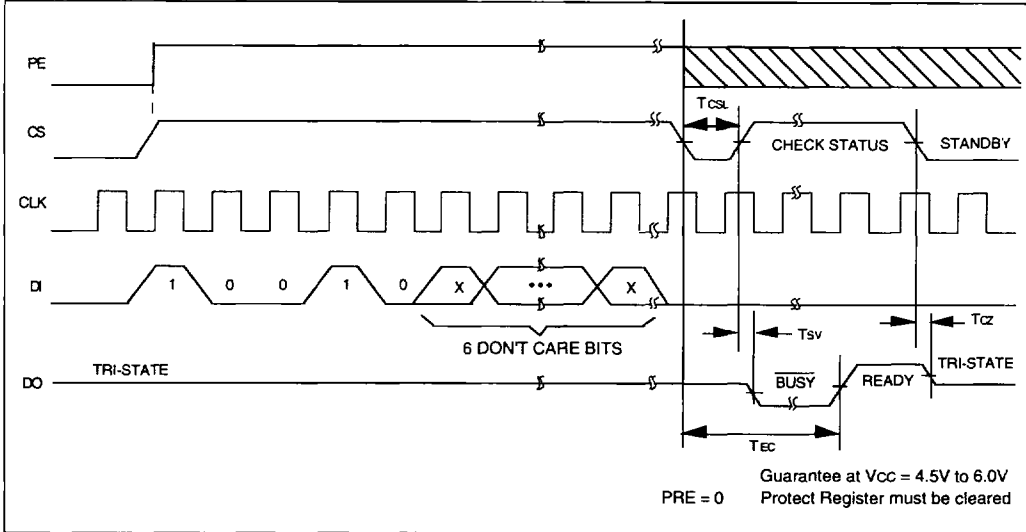 PE
TCSL
CS
CHECK STATUS
STANDBY
CLK
DI
1 0 0 1 0 X ••• X
6 DON'T CARE BITS
TSV
TCZ
DO
TRI-STATE
BUSY
READY
TRI-STATE
TEC
Guarantee at VCC = 4.5V to 6.0V
PRE = 0 Protect Register must be cleared